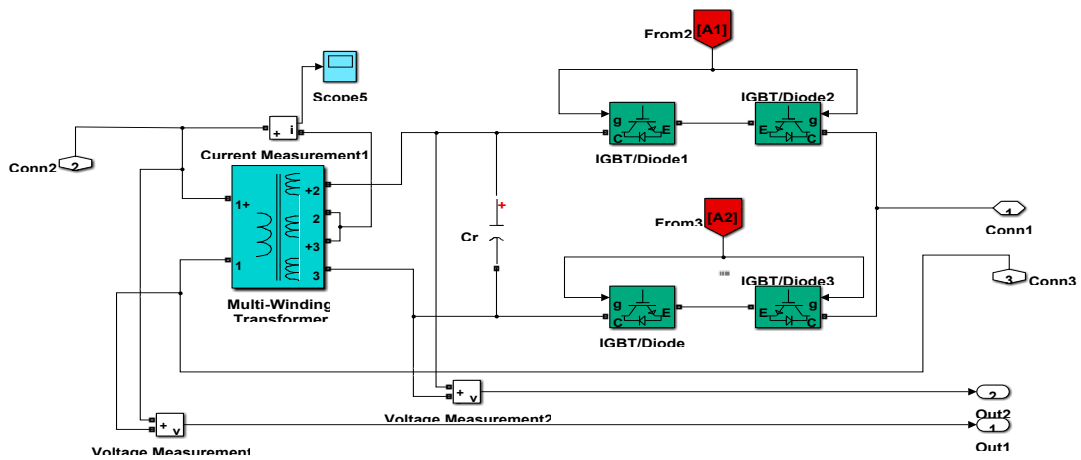 From2
[A1]
Scope5
IGBT/Diode2
g
C
E
E
g
C
IGBT/Diode1
+
i
Current Measurement1
Conn2
2
1+
1
+2
2
+3
3
Multi-Winding
Transformer
+
Cr
From3
[A2]
1
Conn1
3
Conn3
IGBT/Diode3
g
C
E
E
g
C
IGBT/Diode
+
v
Voltage Measurement2
2
Out2
+
v
Voltage Measurement
1
Out1